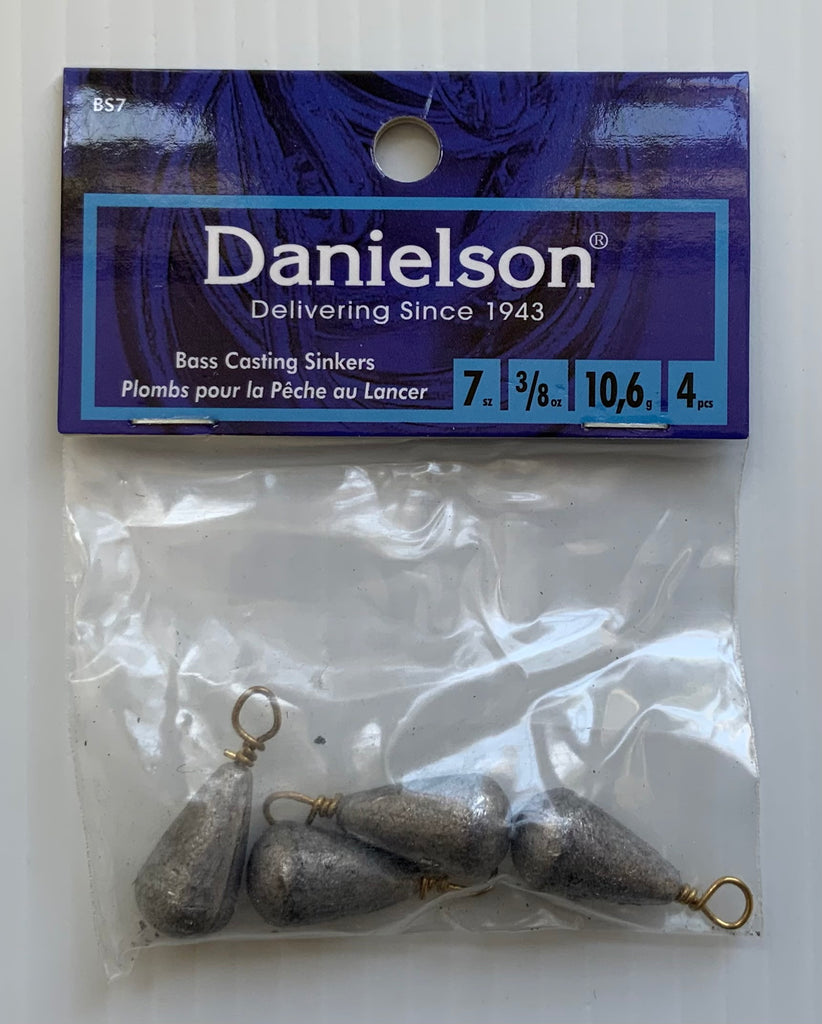 BS7
Danielson®
Delivering Since 1943
Bass Casting Sinkers
Plombs pour la Pêche au Lancer
7 sz 3/8 oz 10,6 g 4 pcs